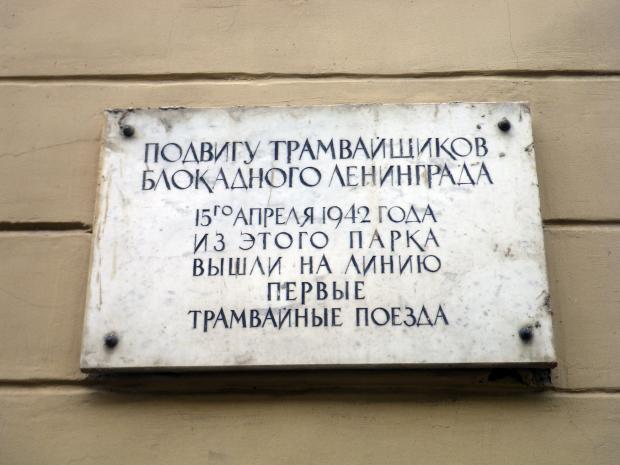 ПОДВИГУ ТРАМВАЙЩИКОВ
БЛОКАДНОГО ЛЕНИНГРАДА
15ГО АПРЕЛЯ 1942 ГОДА
ИЗ ЭТОГО ПАРКА
ВЫШЛИ НА ЛИНИЮ
ПЕРВЫЕ
ТРАМВАЙНЫЕ ПОЕЗДА